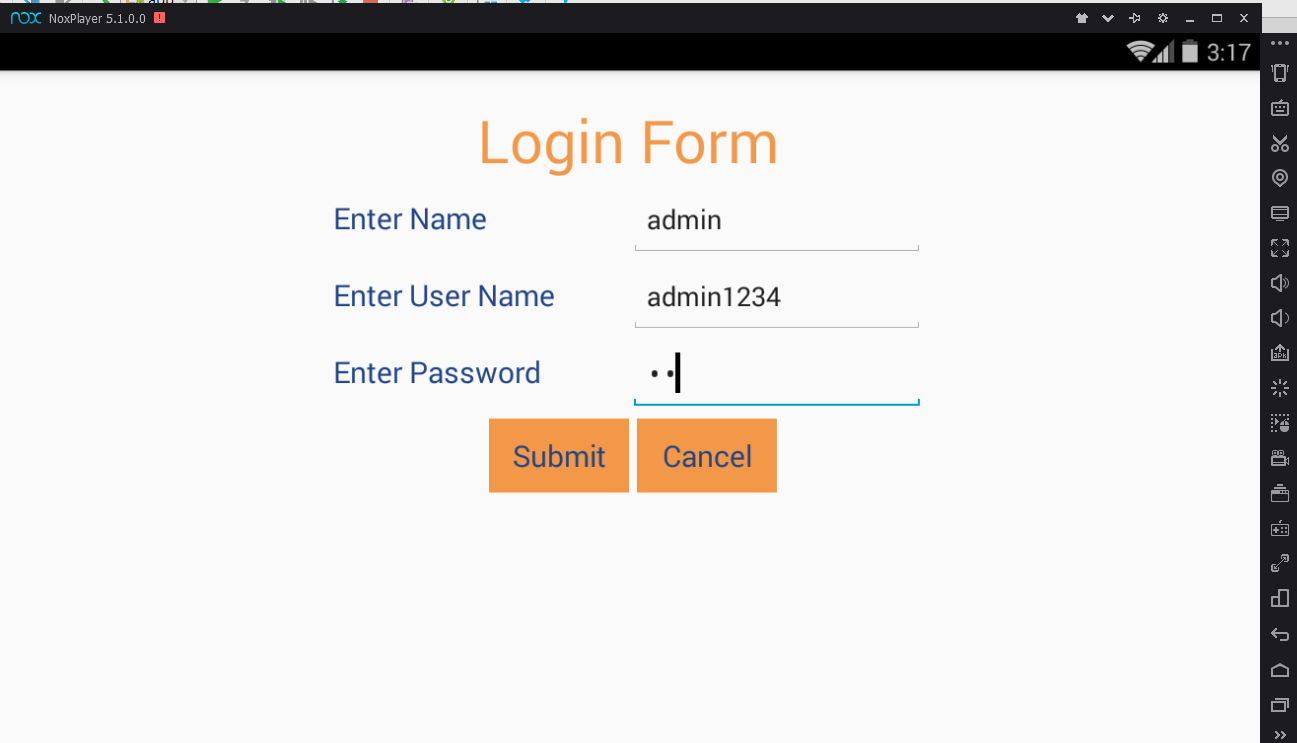 nox NoxPlayer 5.1.0.0
3:17
Login Form
Enter Name admin
Enter User Name admin1234
Enter Password ••
Submit Cancel